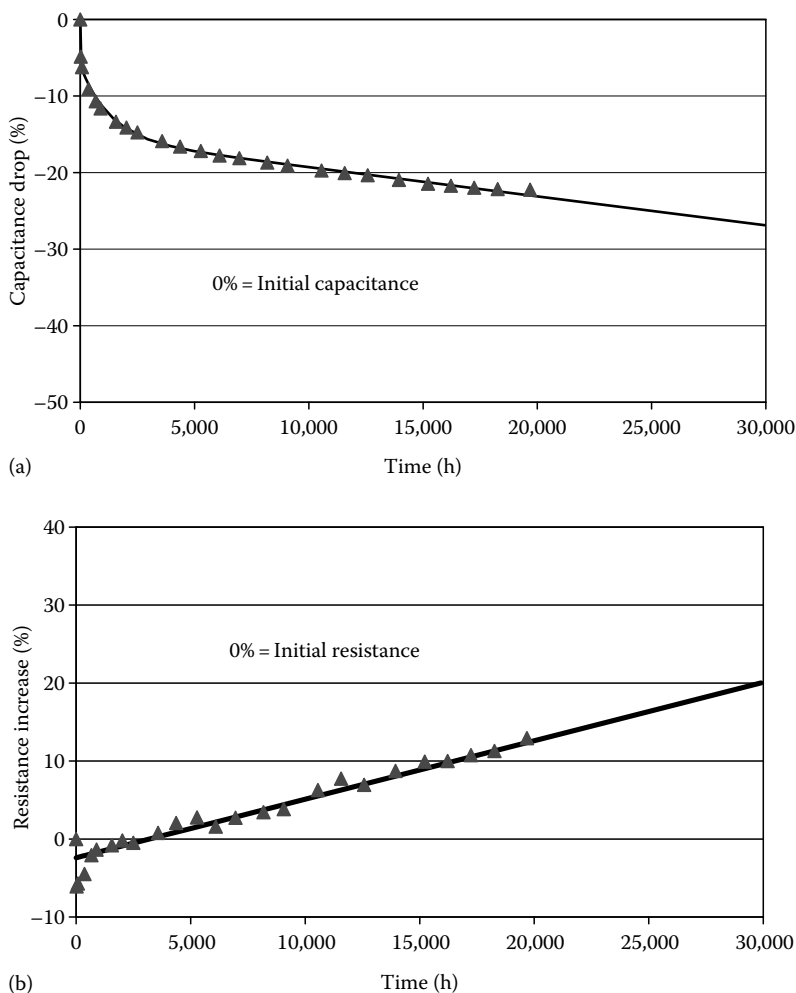 0
−10
−20
−30
−40
−50
Capacitance drop (%)
0% = Initial capacitance
0 5,000 10,000 15,000 20,000 25,000 30,000
(a)
Time (h)
40
30
20
10
0
−10
Resistance increase (%)
0% = Initial resistance
0 5,000 10,000 15,000 20,000 25,000 30,000
(b)
Time (h)